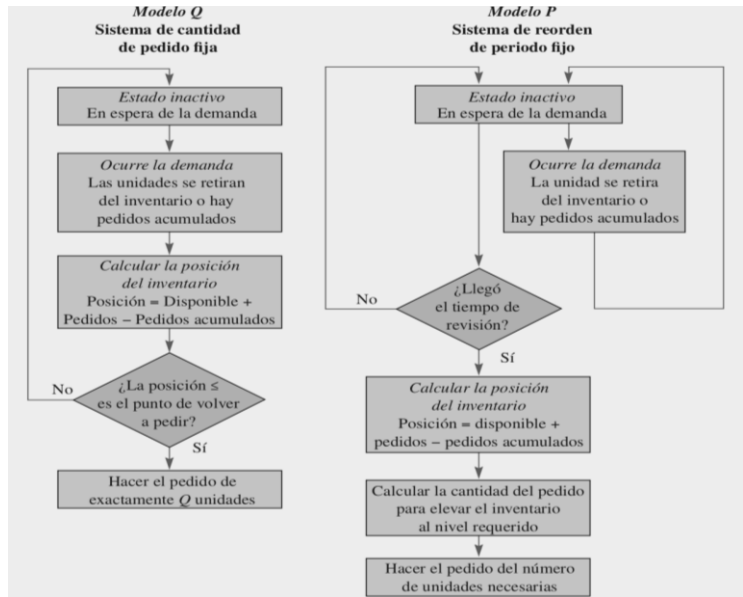 Modelo Q
Sistema de cantidad
de pedido fija
Estado inactivo
En espera de la demanda
Ocurre la demanda
Las unidades se retiran
del inventario o hay
pedidos acumulados
Calcular la posición
del inventario
Posición = Disponible +
Pedidos − Pedidos acumulados
¿La posición ≤
es el punto de volver
a pedir?
No
Sí
Hacer el pedido de
exactamente Q unidades
Modelo P
Sistema de reorden
de periodo fijo
Estado inactivo
En espera de la demanda
Ocurre la demanda
La unidad se retira
del inventario o
hay pedidos acumulados
¿Llegó
el tiempo de
revisión?
No
Sí
Calcular la posición
del inventario
Posición = disponible +
pedidos − pedidos acumulados
Calcular la cantidad del pedido
para elevar el inventario
al nivel requerido
Hacer el pedido del número
de unidades necesarias